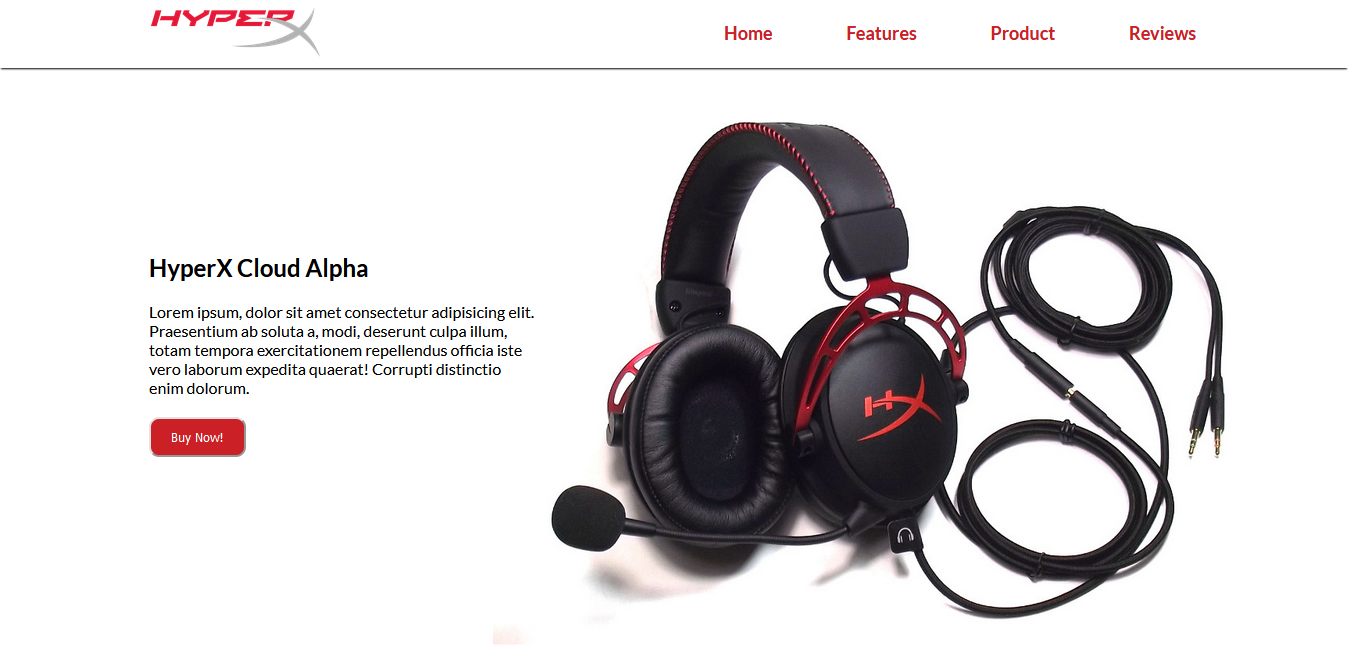 HYPERX
Home Features Product Reviews
HyperX Cloud Alpha
Lorem ipsum, dolor sit amet consectetur adipisicing elit.
Praesentium ab soluta a, modi, deserunt culpa illum,
totam tempora exercitationem repellendus officia iste
vero laborum expedita quaerat! Corrupti distinctio
enim dolorum.
Buy Now!
HX